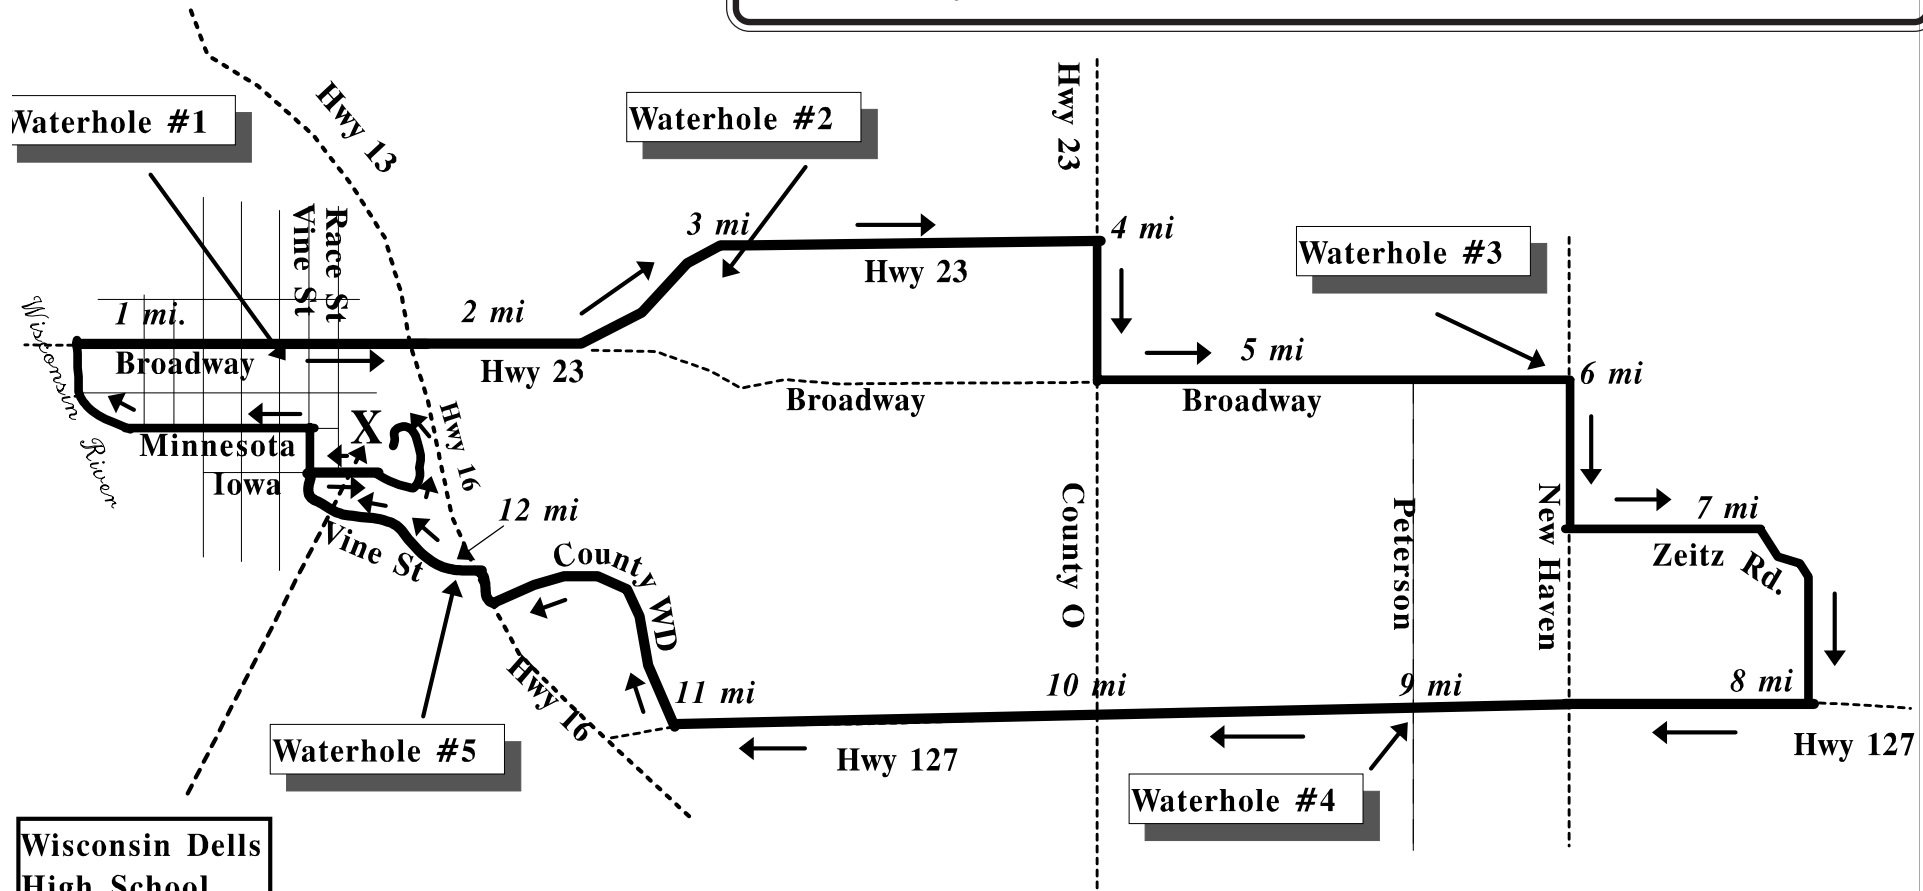 Hwy 13
Waterhole #1
Waterhole #2
Hwy 23
Race St
Vine St
3 mi
4 mi
Waterhole #3
Hwy 23
Wisconsin River
1 mi.
2 mi
Broadway
Hwy 23
5 mi
6 mi
Broadway
Broadway
X
Hwy 16
Minnesota
Iowa
12 mi
Vine St
County WD
County O
Peterson
New Haven
7 mi
Zeitz Rd.
Hwy 16
11 mi
10 mi
9 mi
8 mi
Waterhole #5
Hwy 127
Hwy 127
Waterhole #4
Wisconsin Dells
High School